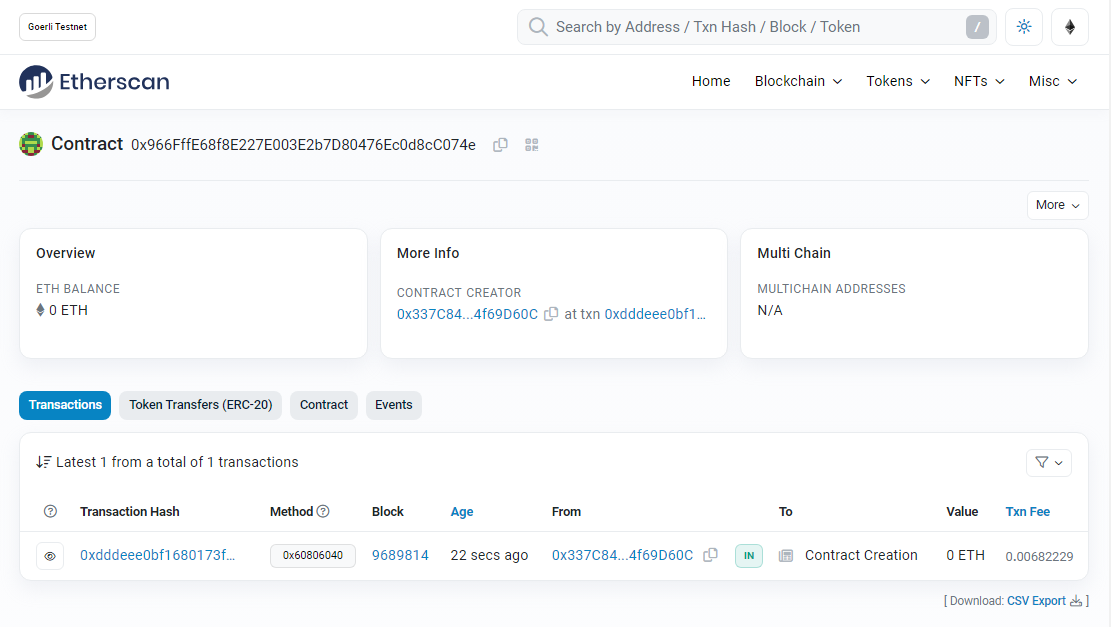 Goerli Testnet
Search by Address / Txn Hash / Block / Token /
Etherscan Home Blockchain Tokens NFTs Misc
Contract 0x966FffE68f8E227E003E2b7D80476Ec0d8cC074e
More
Overview
ETH BALANCE
0 ETH
More Info
CONTRACT CREATOR
0x337C84...4f69D60C at txn 0xdddeee0bf1...
Multi Chain
MULTICHAIN ADDRESSES
N/A
Transactions Token Transfers (ERC-20) Contract Events
Latest 1 from a total of 1 transactions
? Transaction Hash Method ? Block Age From To Value Txn Fee
0xdddeee0bf1680173f... 0x60806040 9689814 22 secs ago 0x337C84...4f69D60C IN Contract Creation 0 ETH 0.00682229
[ Download: CSV Export ]